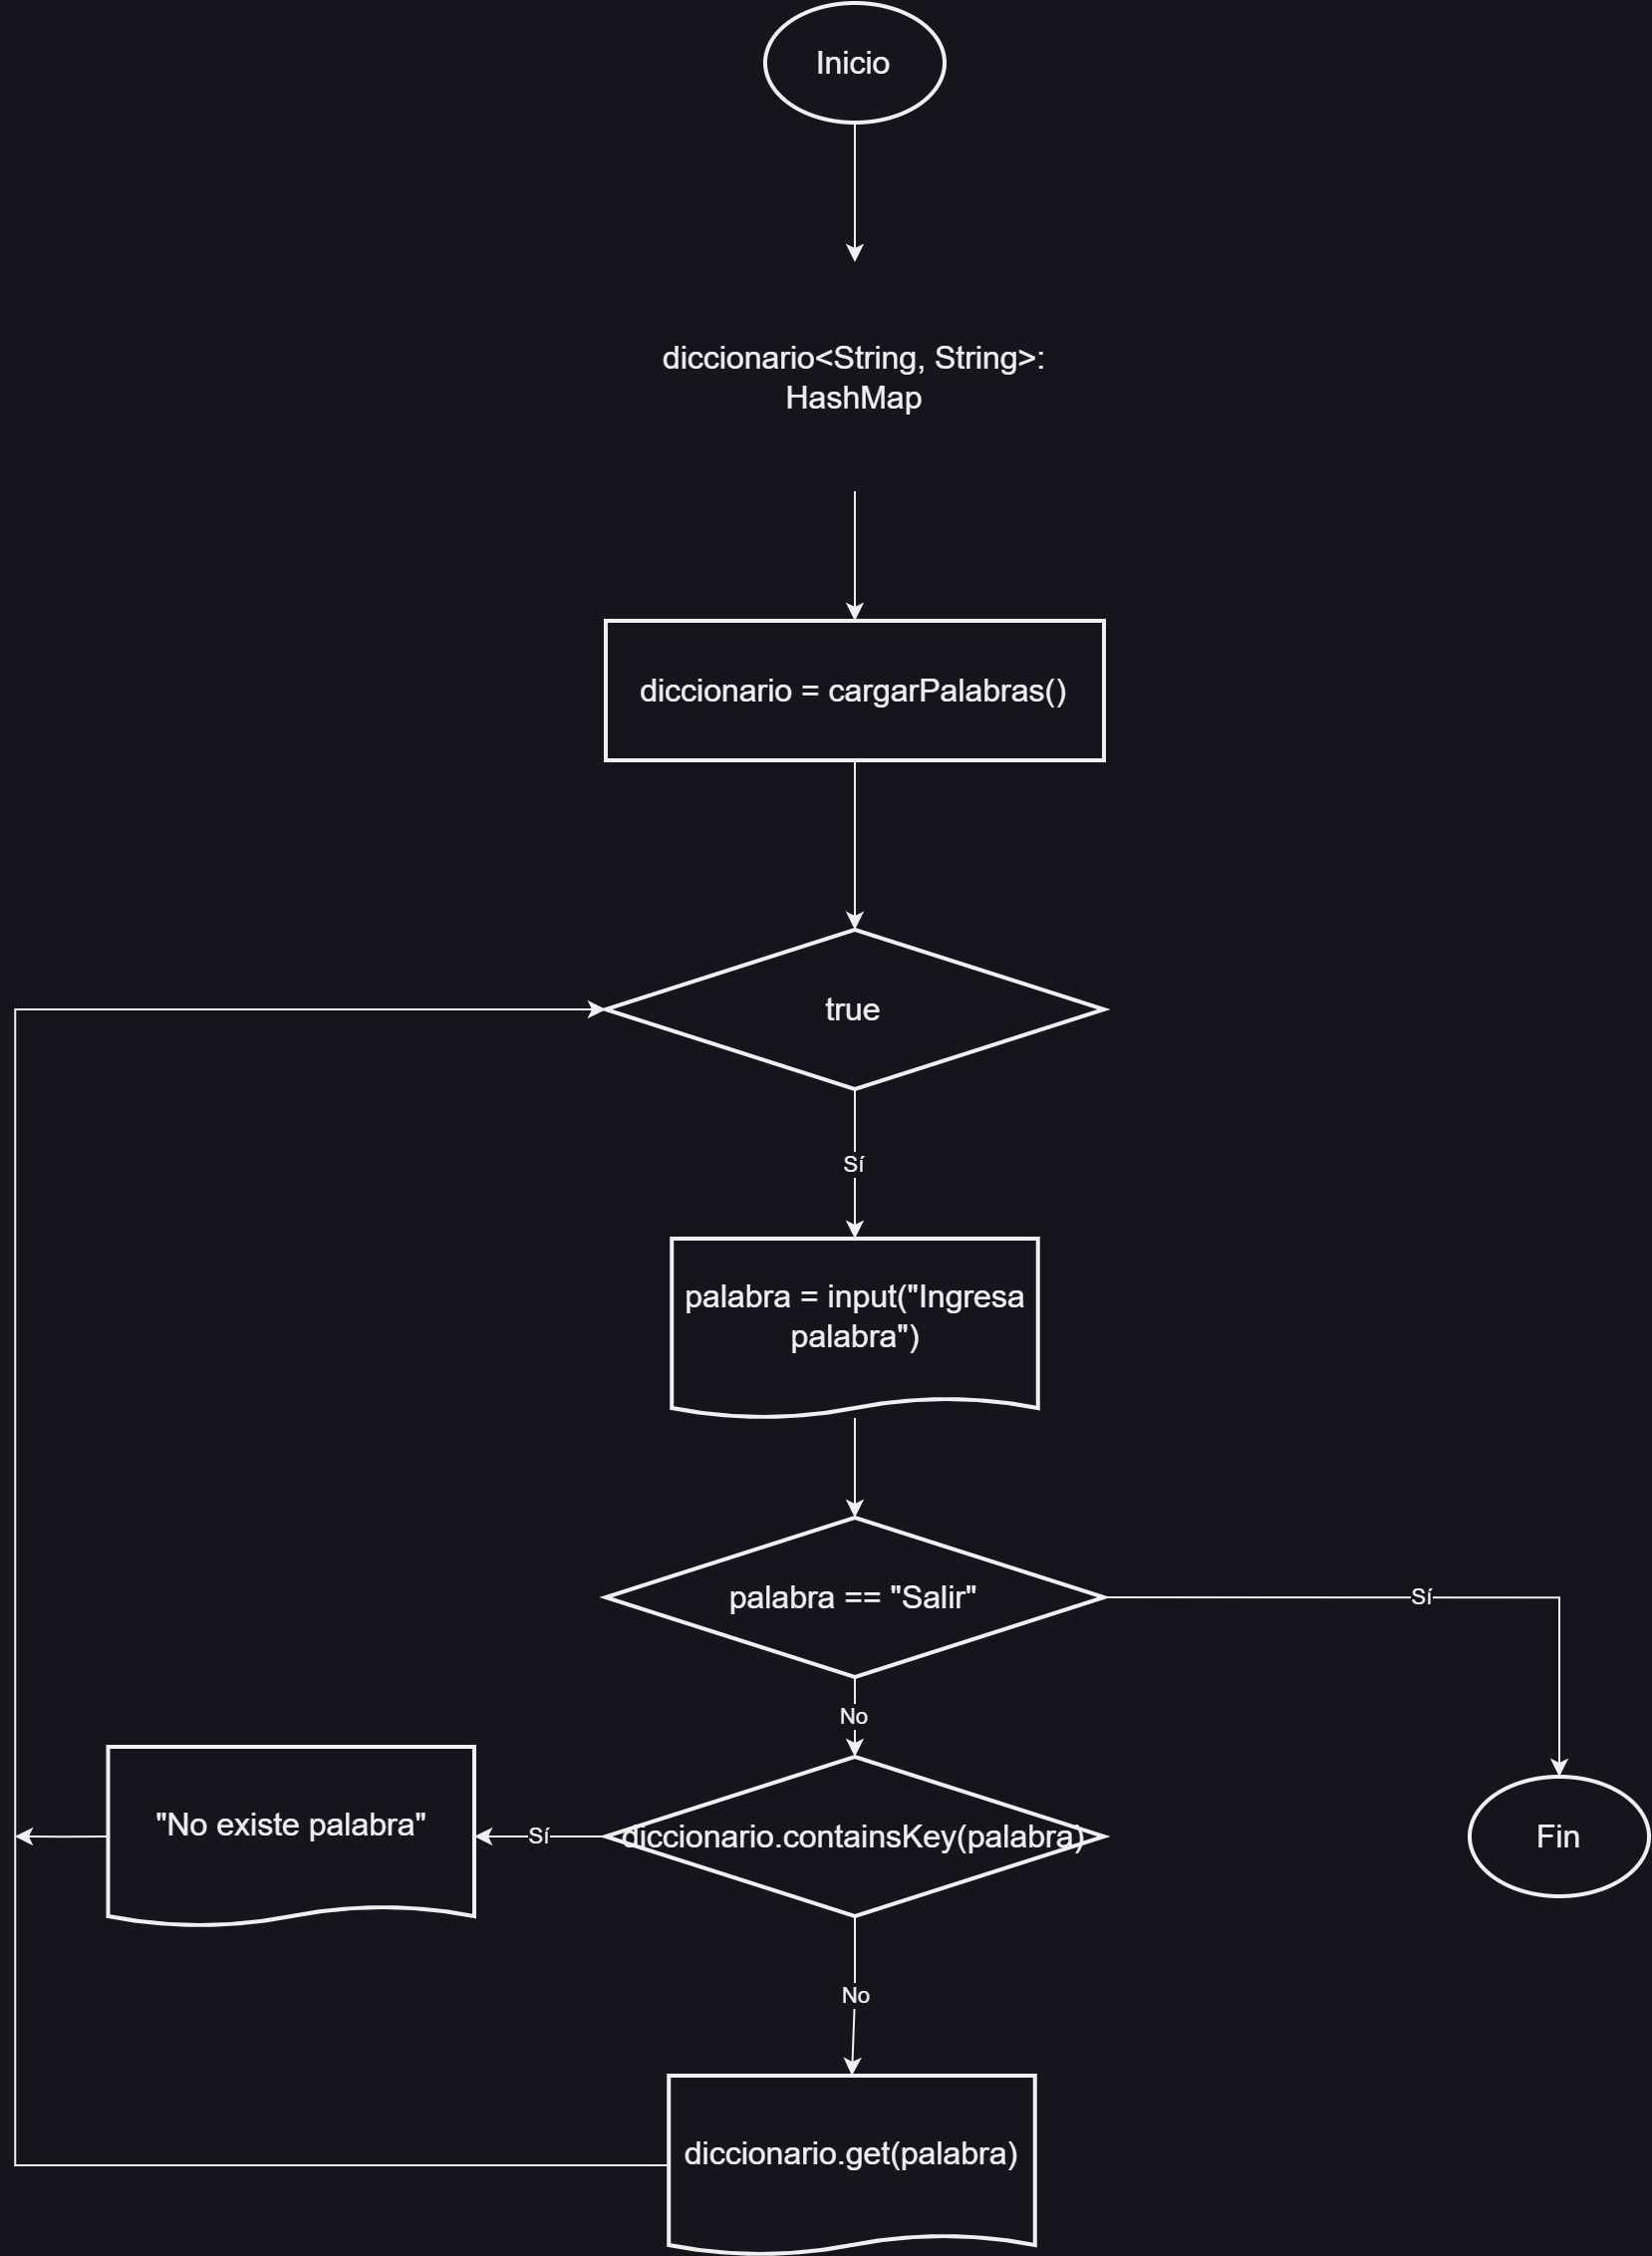 Inicio
diccionario<String, String>:
HashMap
diccionario = cargarPalabras()
true
Sí
palabra = input("Ingresa
palabra")
palabra == "Salir"
Sí
No
"No existe palabra"
Sí
diccionario.containsKey(palabra)
Fin
No
diccionario.get(palabra)